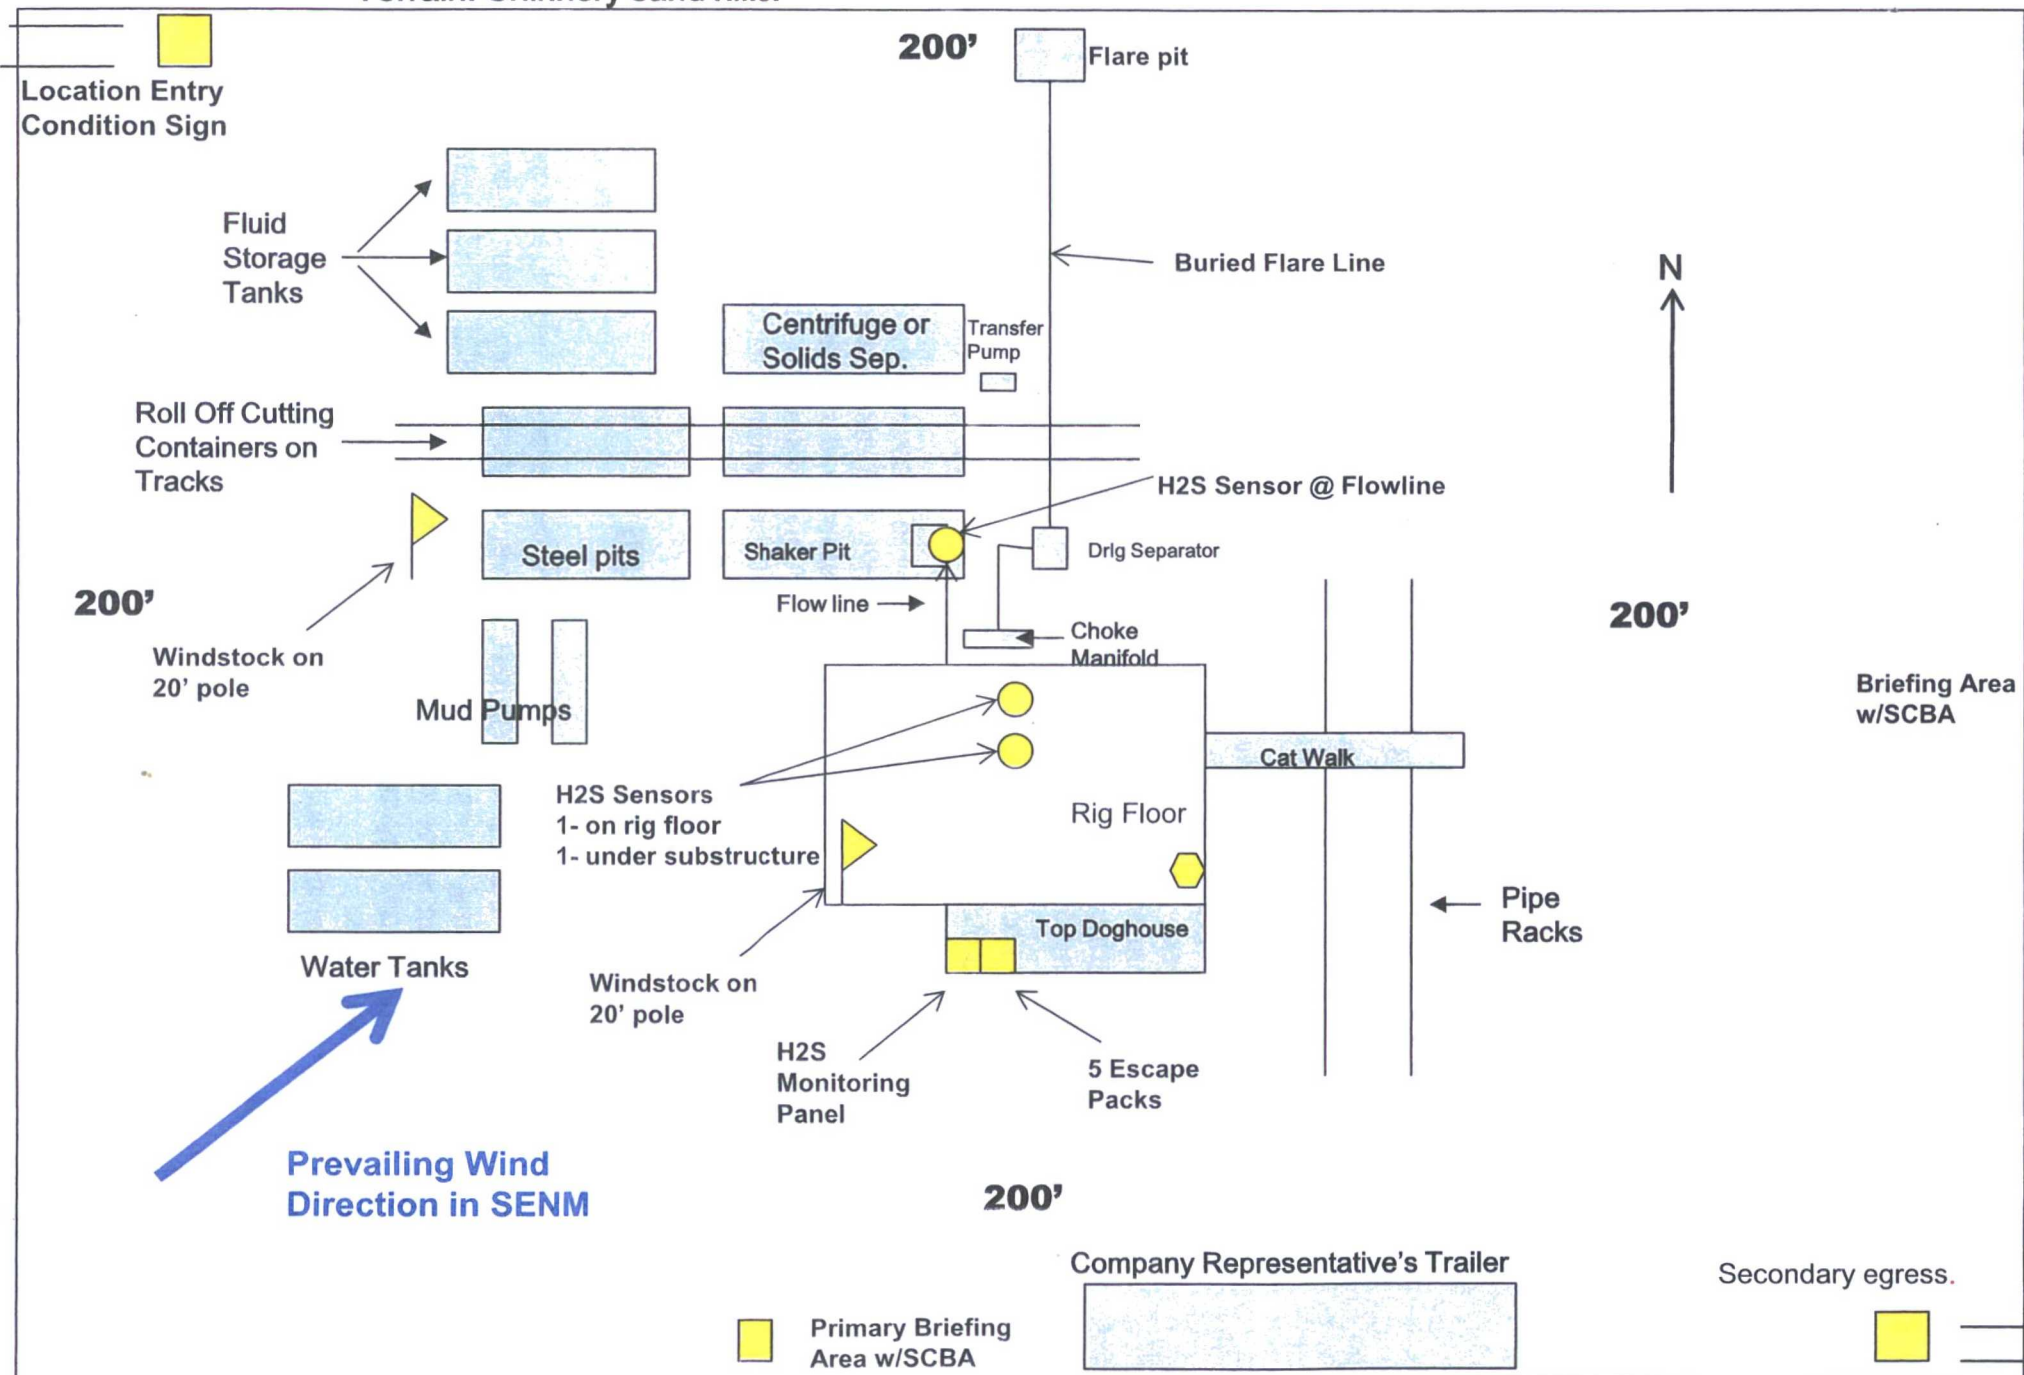 200'
Flare pit
Location Entry
Condition Sign
Fluid
Storage
Tanks
Buried Flare Line
N
Centrifuge or
Solids Sep.
Transfer
Pump
Roll Off Cutting
Containers on
Tracks
H2S Sensor @ Flowline
Steel pits
Shaker Pit
Drlg Separator
200'
Flow line
200'
Choke
Manifold
Windstock on
20' pole
Briefing Area
w/SCBA
Mud Pumps
Cat Walk
H2S Sensors
1- on rig floor
1- under substructure
Rig Floor
Pipe
Racks
Top Doghouse
Water Tanks
Windstock on
20' pole
H2S
Monitoring
Panel
5 Escape
Packs
Prevailing Wind
Direction in SENM
200'
Company Representative's Trailer
Secondary egress.
Primary Briefing
Area w/SCBA